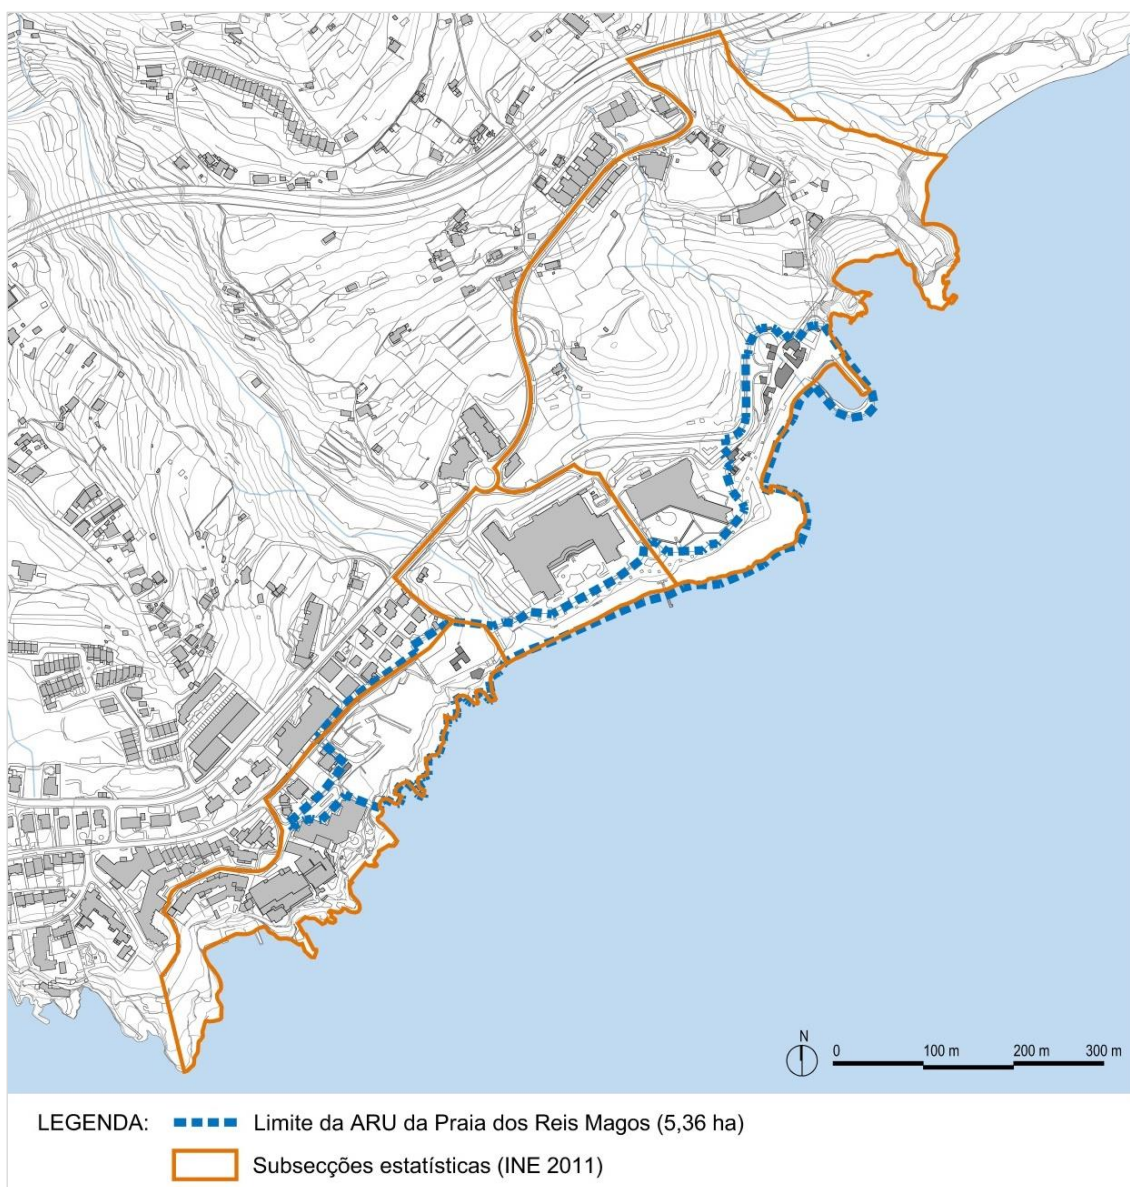 N
0 100 m 200 m 300 m
LEGENDA: Limite da ARU da Praia dos Reis Magos (5,36 ha)
Subsecções estatísticas (INE 2011)